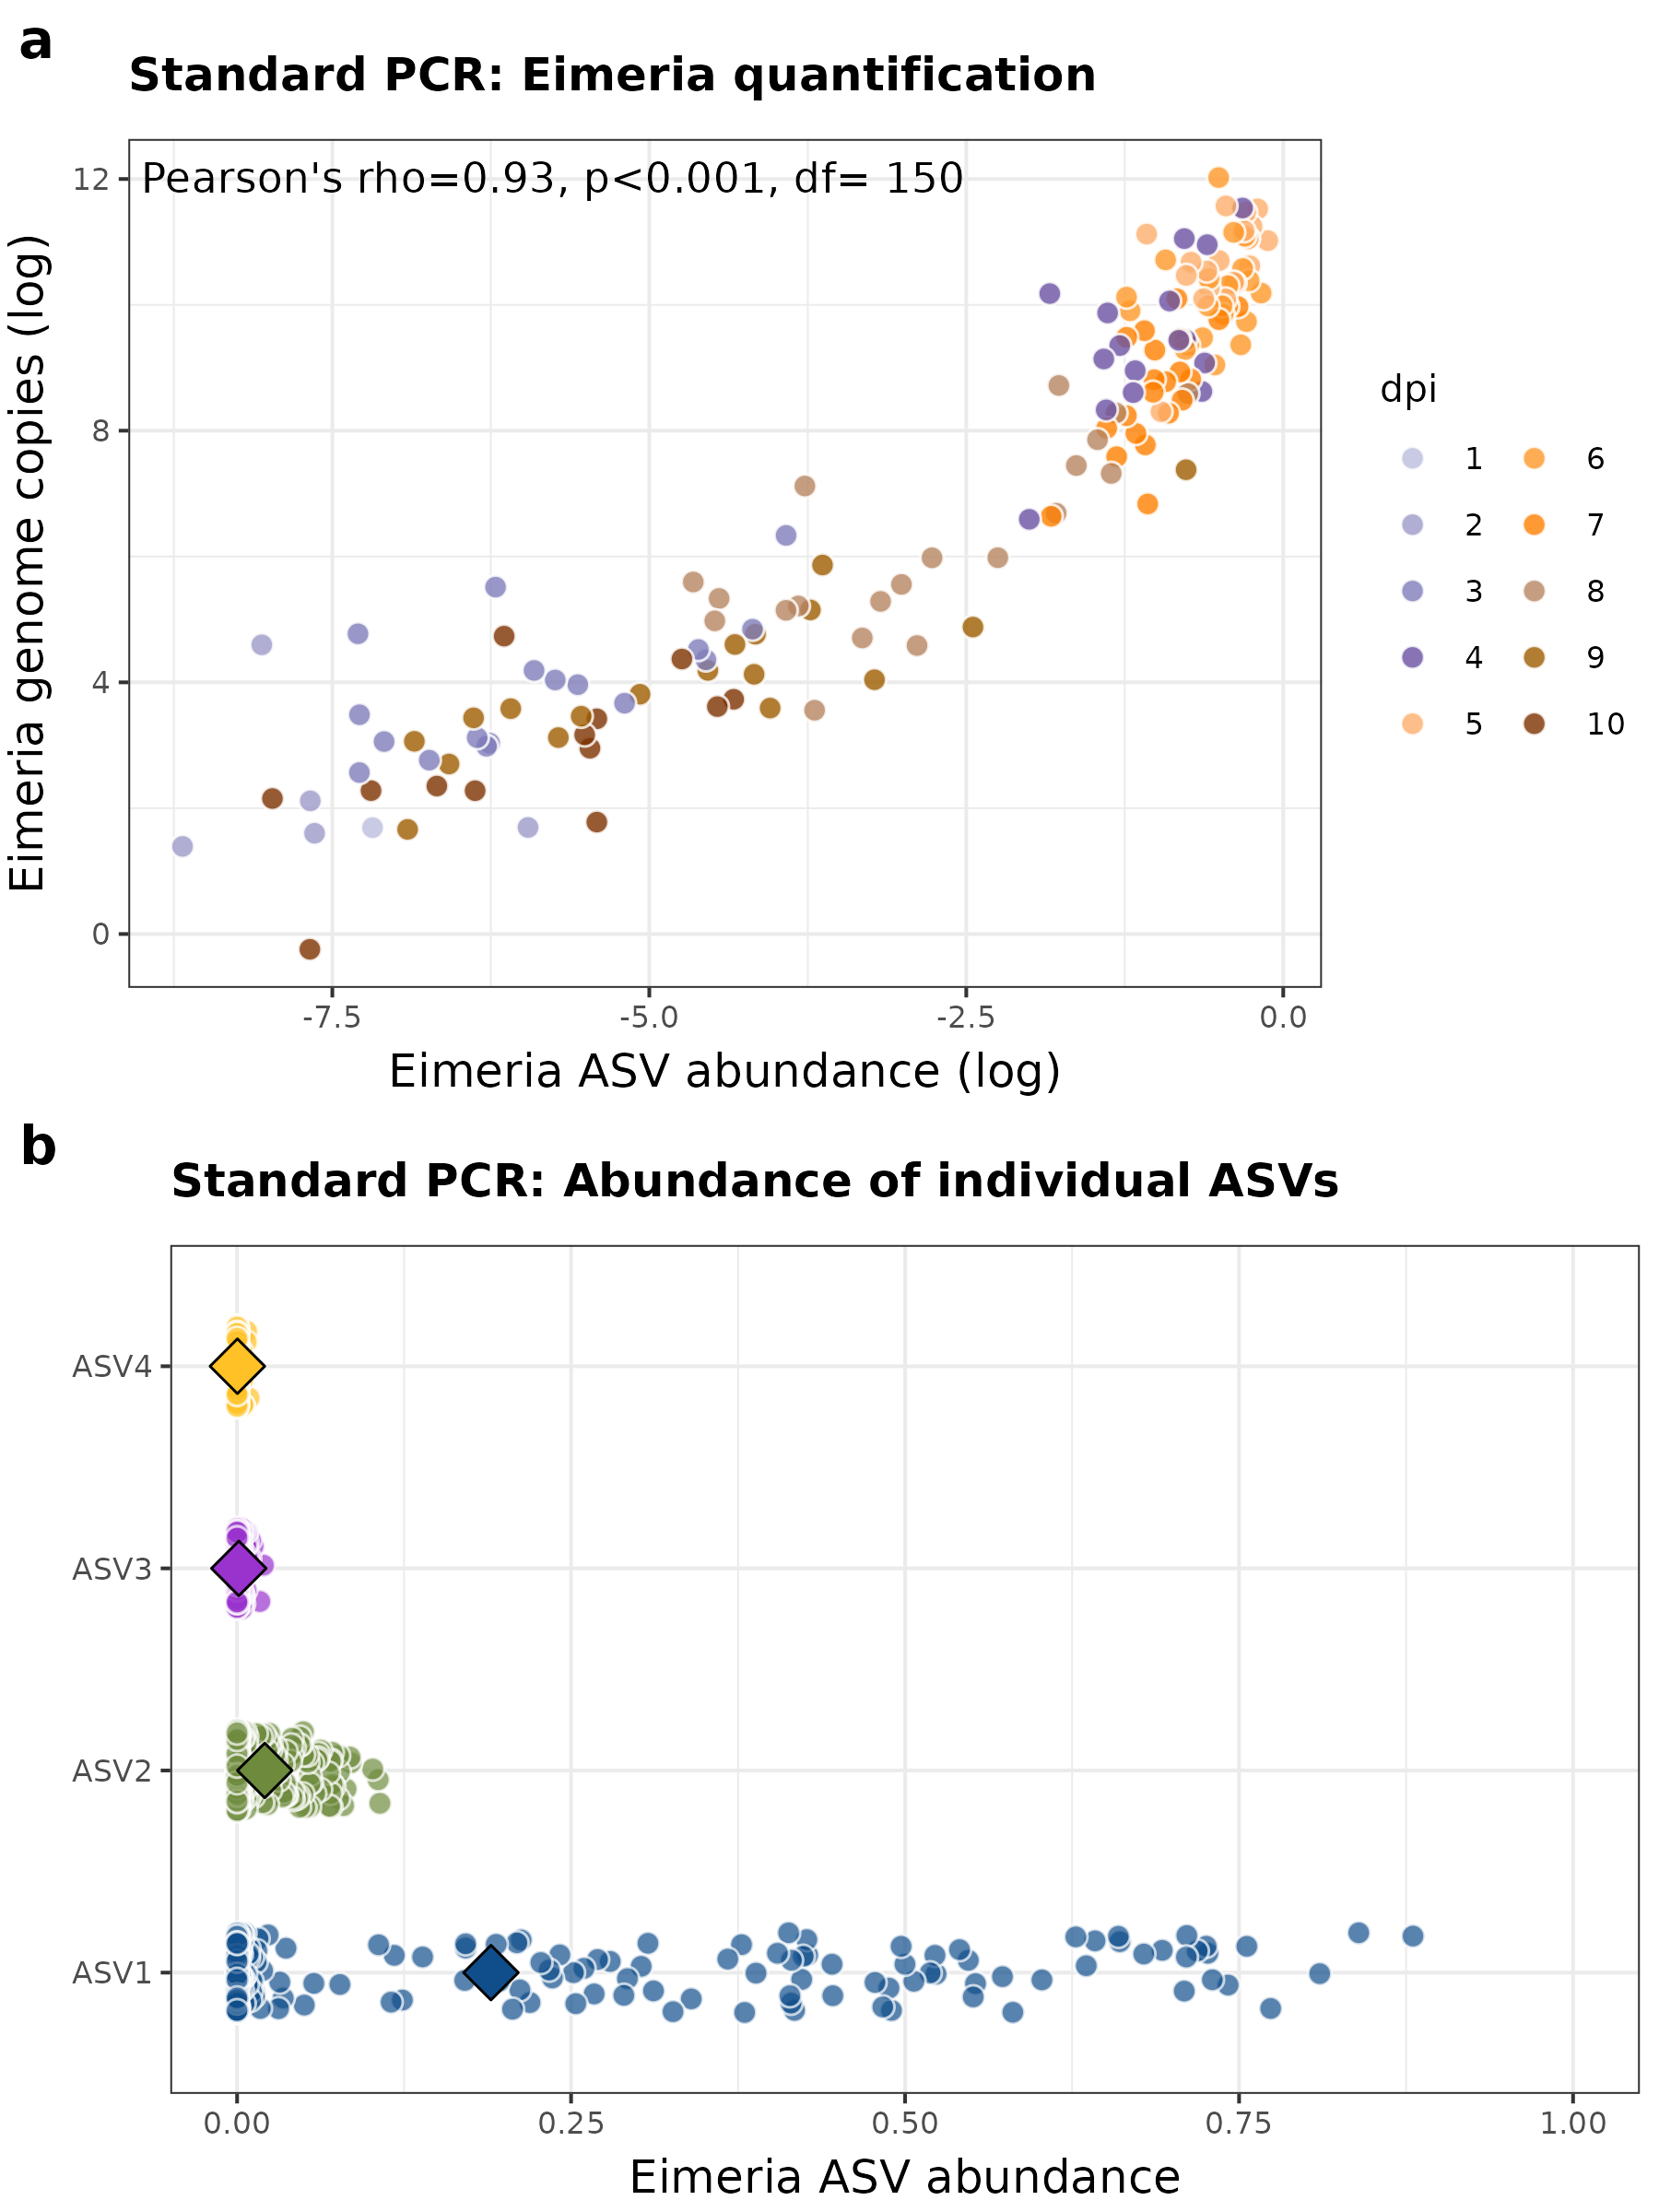 a
Standard PCR: Eimeria quantification
Pearson's rho=0.93, p<0.001, df= 150
Eimeria genome copies (log)
12
8
4
0
-7.5 -5.0 -2.5 0.0
Eimeria ASV abundance (log)
dpi
1 6
2 7
3 8
4 9
5 10
b
Standard PCR: Abundance of individual ASVs
ASV4
ASV3
ASV2
ASV1
0.00 0.25 0.50 0.75 1.00
Eimeria ASV abundance